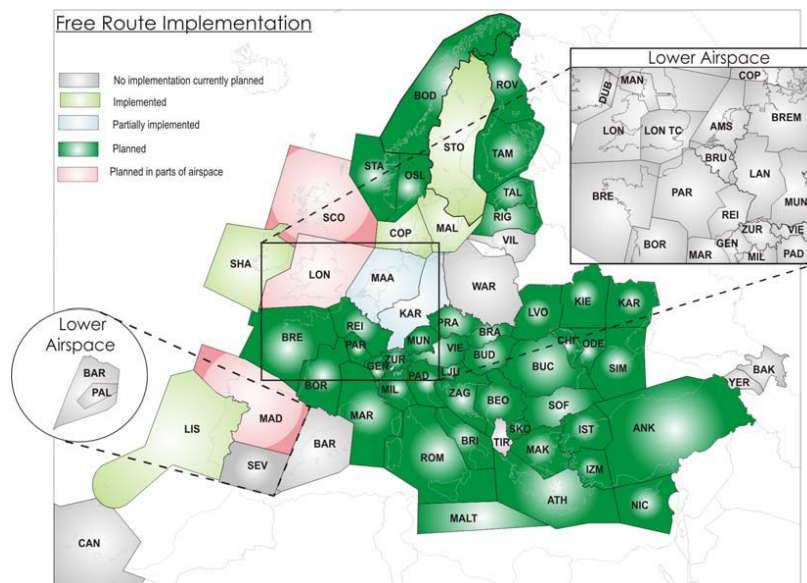 Free Route Implementation
No implementation currently planned
Implemented
Partially implemented
Planned
Planned in parts of airspace
Lower Airspace
DUB
MAN
COP
LON
LON TC
AMS
BREM
BRU
LAN
BRE
PAR
REI
MUN
ZUR
VIE
BOR
MAR
GEN
MIL
PAD
BOD
ROV
STO
STA
OSL
TAM
TAL
RIG
VIL
SCO
COP
MAL
SHA
LON
MAA
KAR
WAR
Lower
Airspace
BAR
PAL
BRE
REI
PAR
MUN
PRA
BRA
VIE
BUD
LVO
KIE
KAR
CHI
ODE
ZUR
GEN
LJU
BUC
SIM
BOR
MIL
PAD
ZAG
BEO
SOF
YER
BAK
LIS
MAD
MAR
SEV
BAR
ROM
BRI
TIR
SKO
MAK
IST
ANK
IZM
ATH
NIC
MALT
CAN